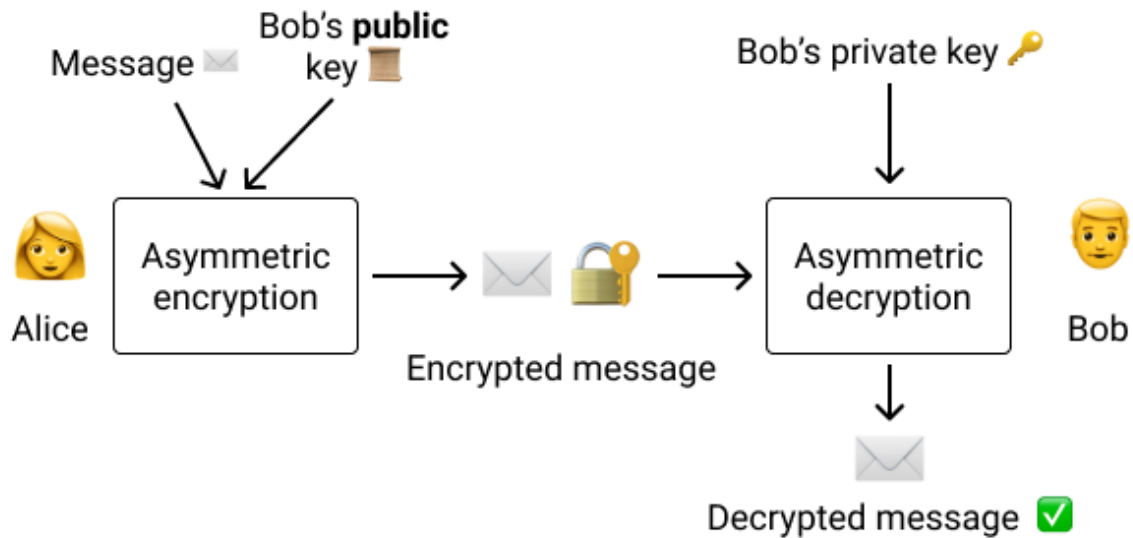 Message
Bob's public
key
Bob's private key
Asymmetric
encryption
Asymmetric
decryption
Alice
Bob
Encrypted message
Decrypted message